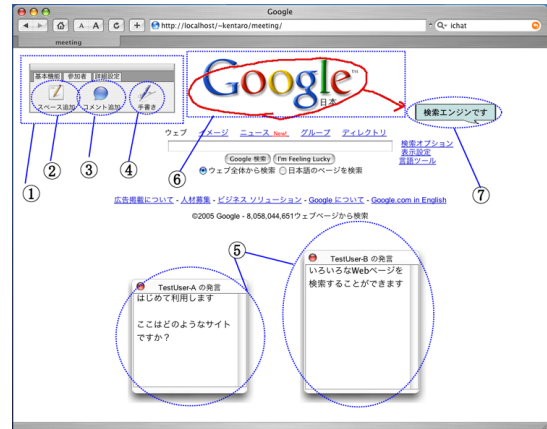 Google
A A C + http://localhost/~kentaro/meeting/ Q- ichat
meeting
基本機能 参加者 詳細設定
スペース追加 コメント追加 手書き
① ② ③ ④
Google™
日本
⑥
検索エンジンです
⑦
ウェブ イメージ ニュース New! グループ ディレクトリ
Google 検索 I'm Feeling Lucky
ウェブ全体から検索 日本語のページを検索
検索オプション
表示設定
言語ツール
広告掲載について - 人材募集 - ビジネス ソリューション - Google について - Google.com in English
©2005 Google - 8,058,044,651ウェブページから検索
⑤
TestUser-A の発言
はじめて利用します
ここはどのようなサイト
ですか？
TestUser-B の発言
いろいろなWebページを
検索することができます